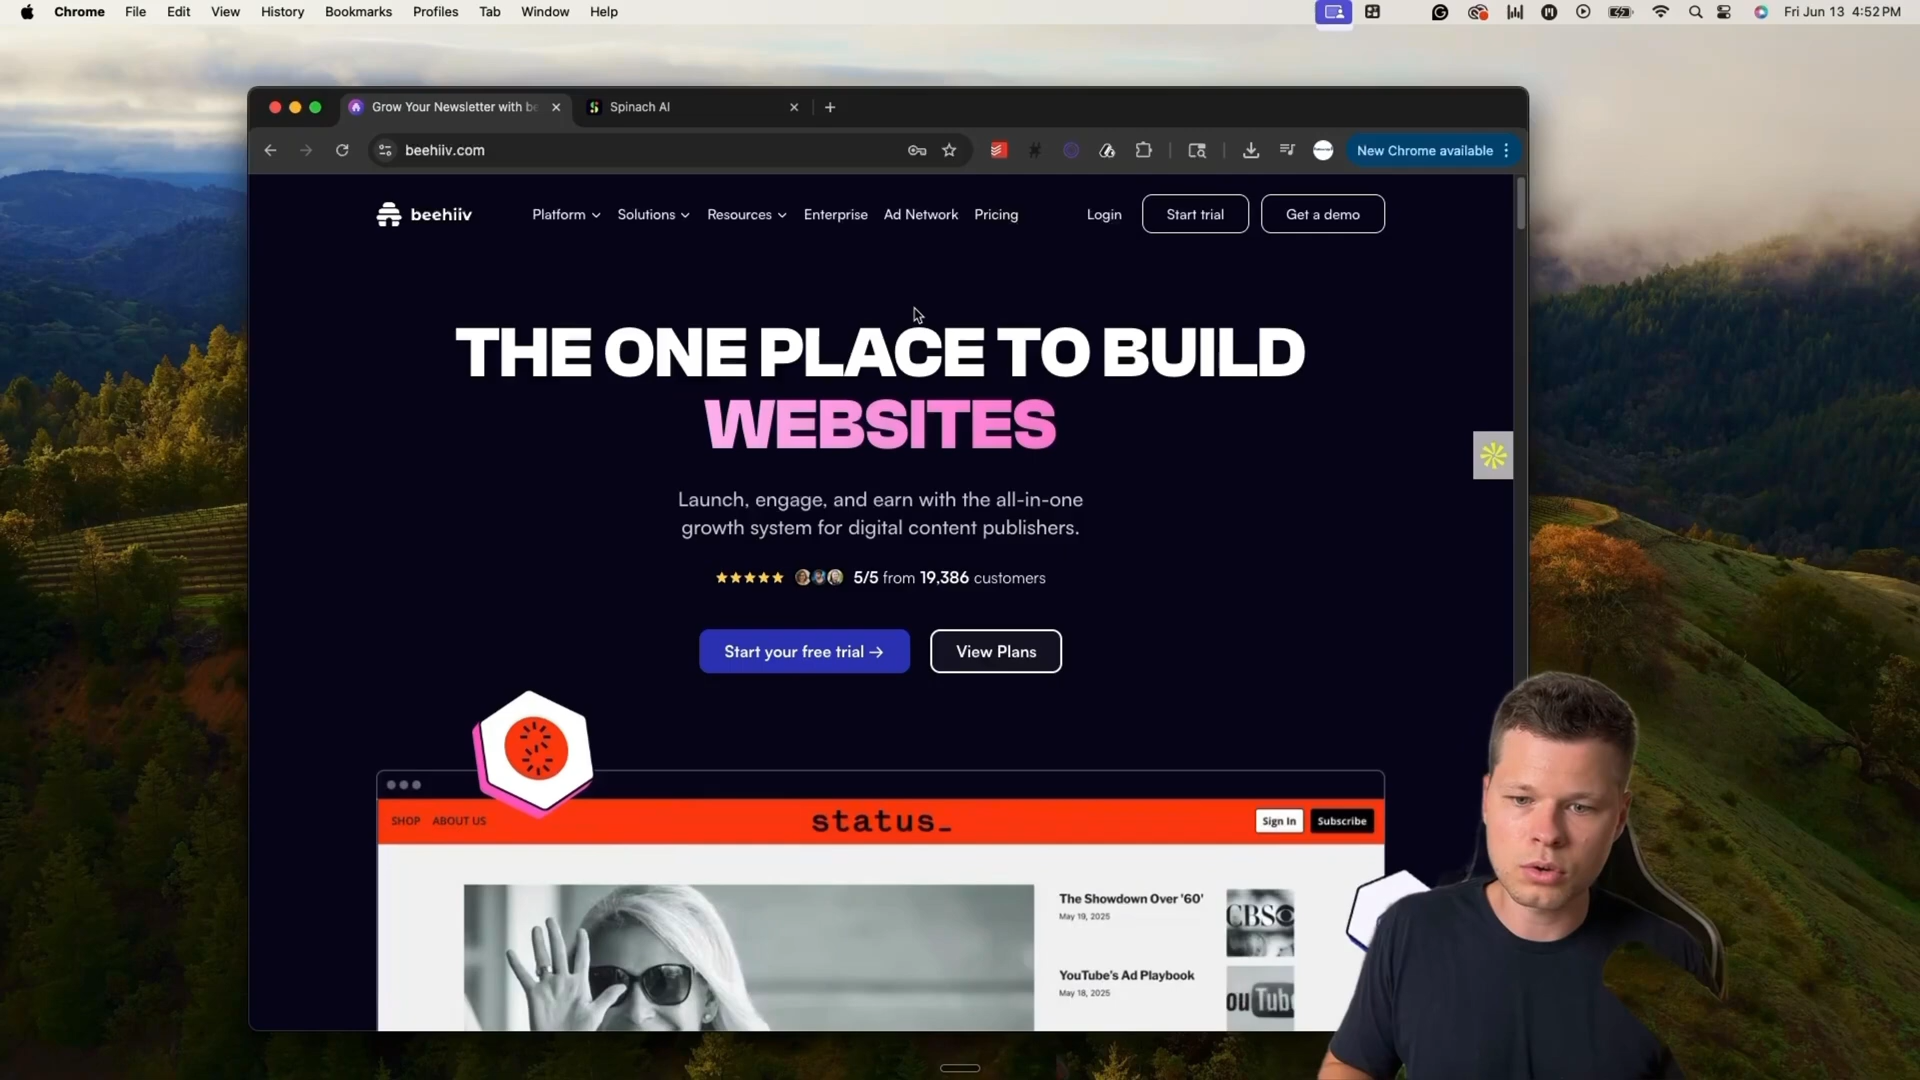 Chrome File Edit View History Bookmarks Profiles Tab Window Help
Fri Jun 13 4:52 PM
Grow Your Newsletter with be
Spinach AI
beehiiv.com
New Chrome available
beehiiv
Platform Solutions Resources Enterprise Ad Network Pricing
Login Start trial Get a demo
THE ONE PLACE TO BUILD
WEBSITES
Launch, engage, and earn with the all-in-one
growth system for digital content publishers.
5/5 from 19,386 customers
Start your free trial → View Plans
SHOP ABOUT US
status_
Sign In Subscribe
The Showdown Over '60'
May 19, 2025
CBS
YouTube's Ad Playbook
May 18, 2025
ouTub